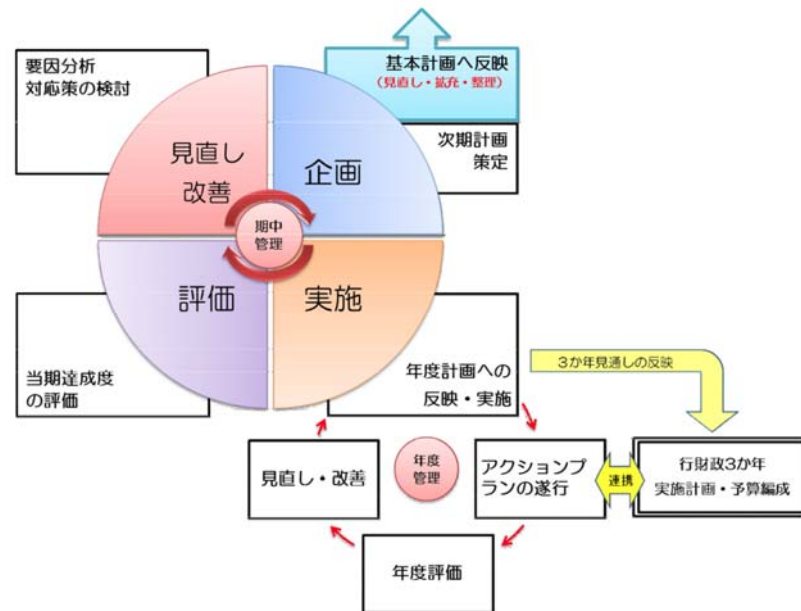 要因分析
対応策の検討
基本計画へ反映
（見直し・拡充・整理）
次期計画
策定
見直し
改善
企画
期中
管理
評価
実施
当期達成度
の評価
年度計画への
反映・実施
3か年見通しの反映
見直し・改善
年度
管理
アクションプ
ランの遂行
連携
行財政3か年
実施計画・予算編成
年度評価